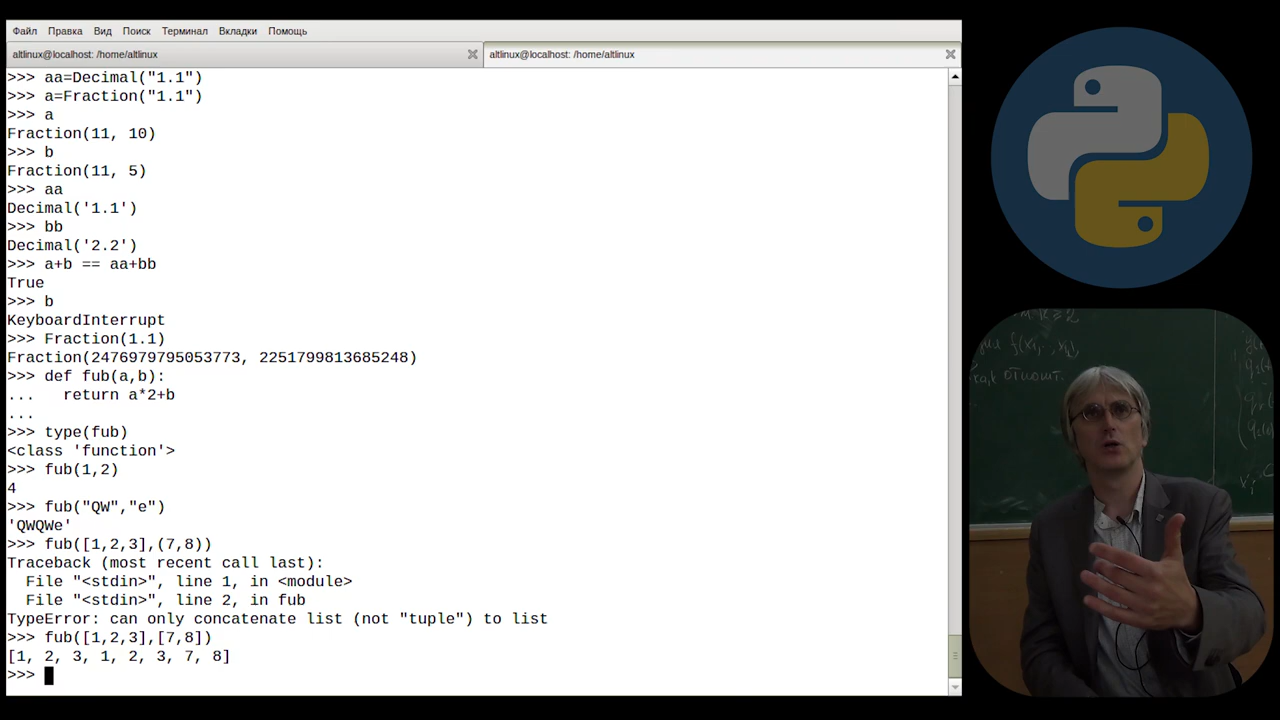 Файл Правка Вид Поиск Терминал Вкладки Помощь
altlinux@localhost: /home/altlinux
altlinux@localhost: /home/altlinux
>>> aa=Decimal("1.1")
>>> a=Fraction("1.1")
>>> a
Fraction(11, 10)
>>> b
Fraction(11, 5)
>>> aa
Decimal('1.1')
>>> bb
Decimal('2.2')
>>> a+b == aa+bb
True
>>> b
KeyboardInterrupt
>>> Fraction(1.1)
Fraction(2476979795053773, 2251799813685248)
>>> def fub(a,b):
...   return a*2+b
...
>>> type(fub)
<class 'function'>
>>> fub(1,2)
4
>>> fub("QW","e")
'QWQWe'
>>> fub([1,2,3],(7,8))
Traceback (most recent call last):
  File "<stdin>", line 1, in <module>
  File "<stdin>", line 2, in fub
TypeError: can only concatenate list (not "tuple") to list
>>> fub([1,2,3],[7,8])
[1, 2, 3, 1, 2, 3, 7, 8]
>>>